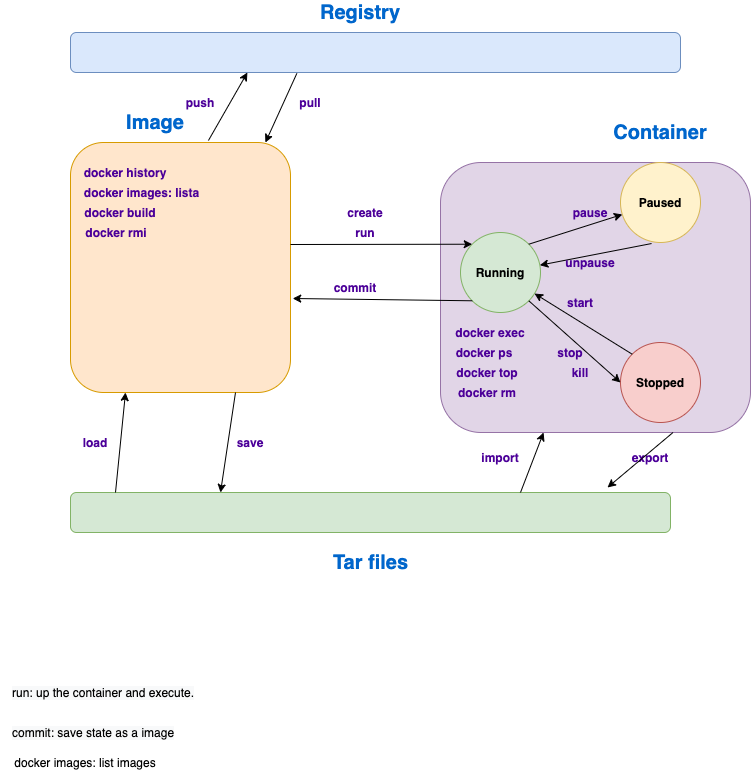 Registry
push
pull
Image
Container
docker history
docker images: lista
docker build
docker rmi
create
run
commit
Paused
pause
unpause
Running
start
docker exec
docker ps
docker top
docker rm
stop
kill
Stopped
load
save
import
export
Tar files
run: up the container and execute.
commit: save state as a image
docker images: list images